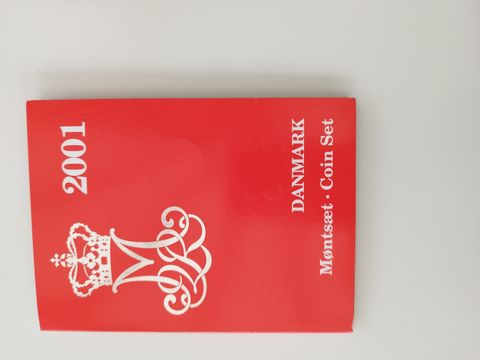 2001
DANMARK
Møntsæt · Coin Set